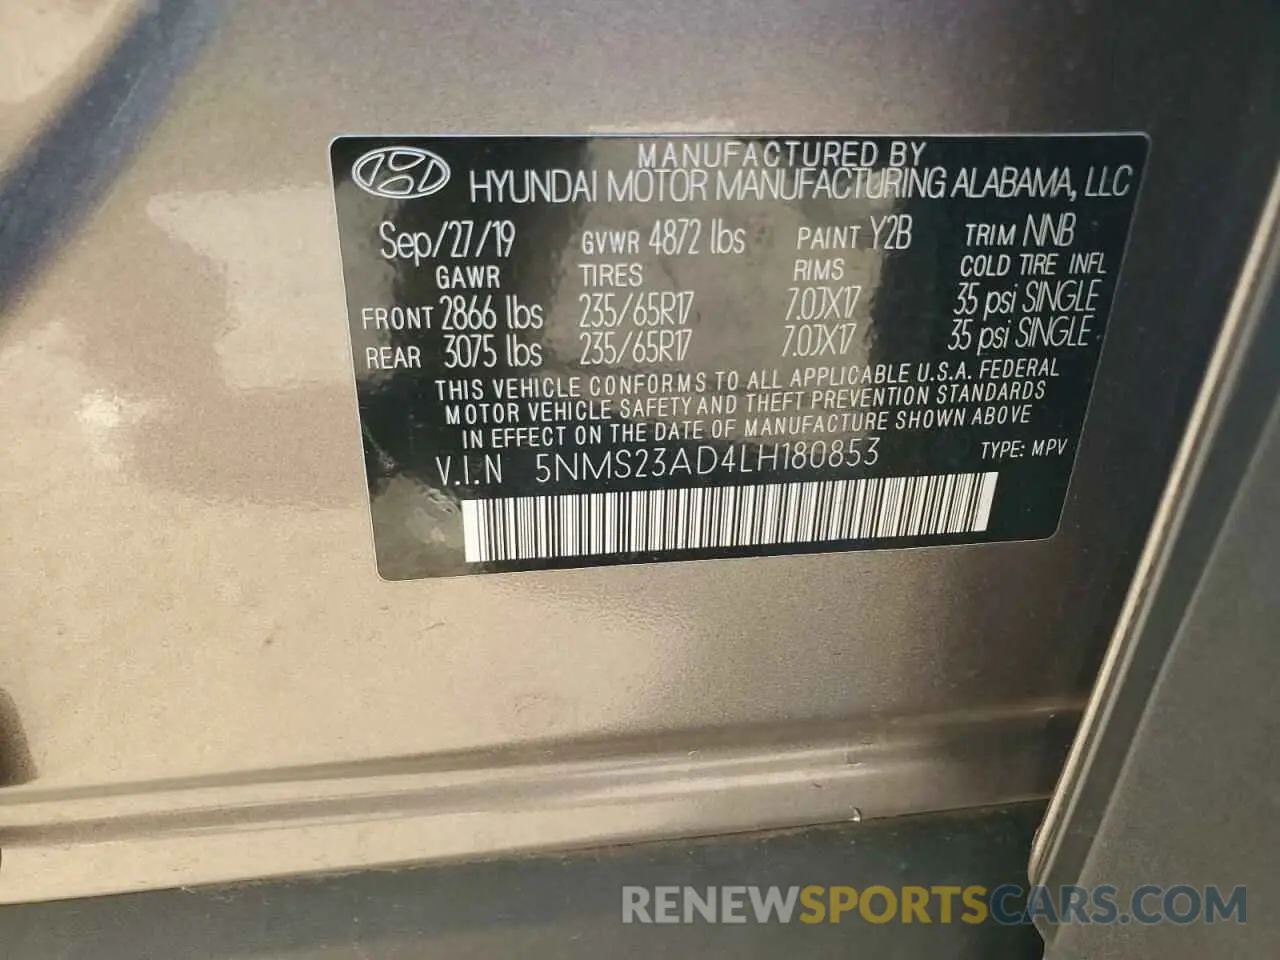 MANUFACTURED BY
HYUNDAI MOTOR MANUFACTURING ALABAMA, LLC
Sep/27/19 GVWR 4872 lbs PAINT Y2B TRIM NNB
GAWR TIRES RIMS COLD TIRE INFL
FRONT 2866 lbs 235/65R17 7.0JX17 35 psi SINGLE
REAR 3075 lbs 235/65R17 7.0JX17 35 psi SINGLE
THIS VEHICLE CONFORMS TO ALL APPLICABLE U.S.A. FEDERAL
MOTOR VEHICLE SAFETY AND THEFT PREVENTION STANDARDS
IN EFFECT ON THE DATE OF MANUFACTURE SHOWN ABOVE
V.I.N 5NMS23AD4LH180853 TYPE: MPV
RENEWSPORTSCARS.COM